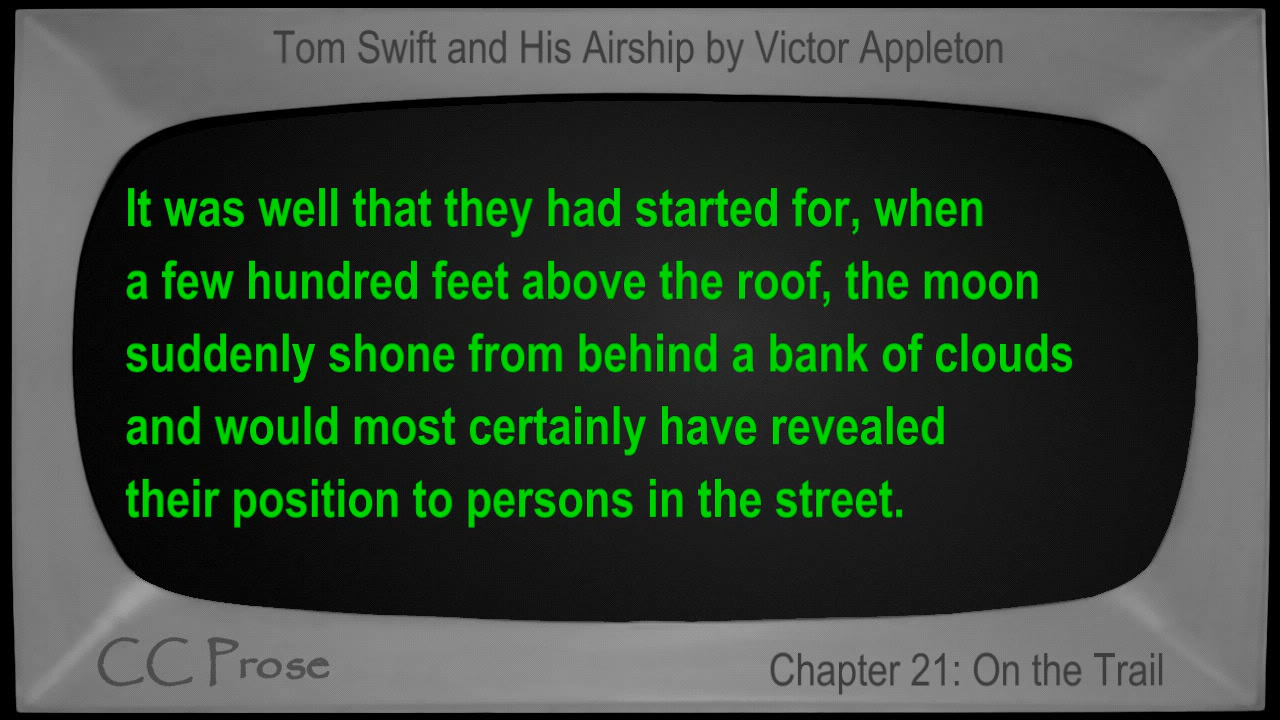 Tom Swift and His Airship by Victor Appleton
It was well that they had started for, when
a few hundred feet above the roof, the moon
suddenly shone from behind a bank of clouds
and would most certainly have revealed
their position to persons in the street.
CC Prose
Chapter 21: On the Trail